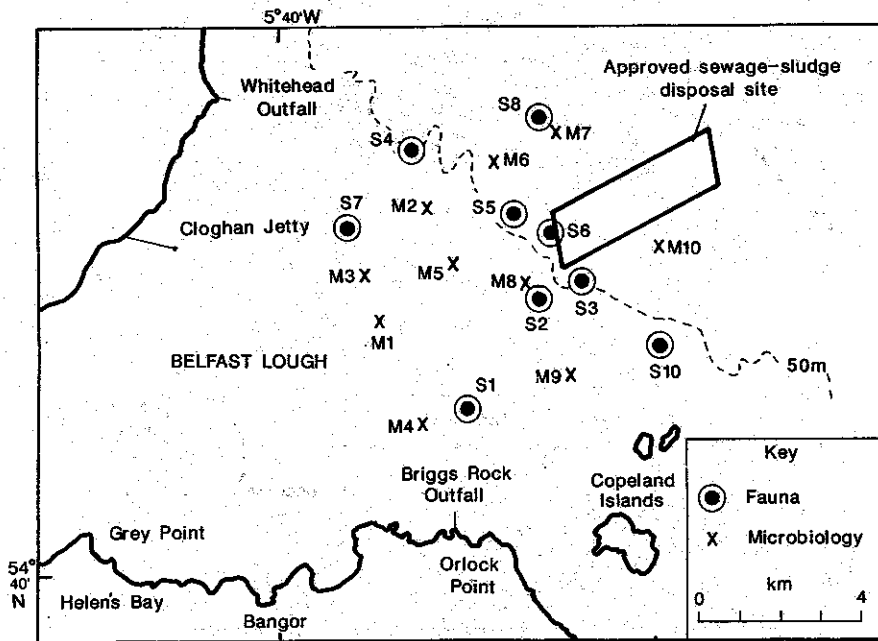 5°40'W
Approved sewage-sludge
disposal site
Whitehead
Outfall
S8
M7
S4
M6
S7
M2
S5
S6
Cloghan Jetty
M10
M3
M5
M8
S3
S2
M1
BELFAST LOUGH
50m
M9
S10
S1
M4
Key
Briggs Rock
Outfall
Copeland
Islands
Fauna
Grey Point
X Microbiology
54°
40'
N
Orlock
Point
km
Helen's Bay
Bangor
0 4